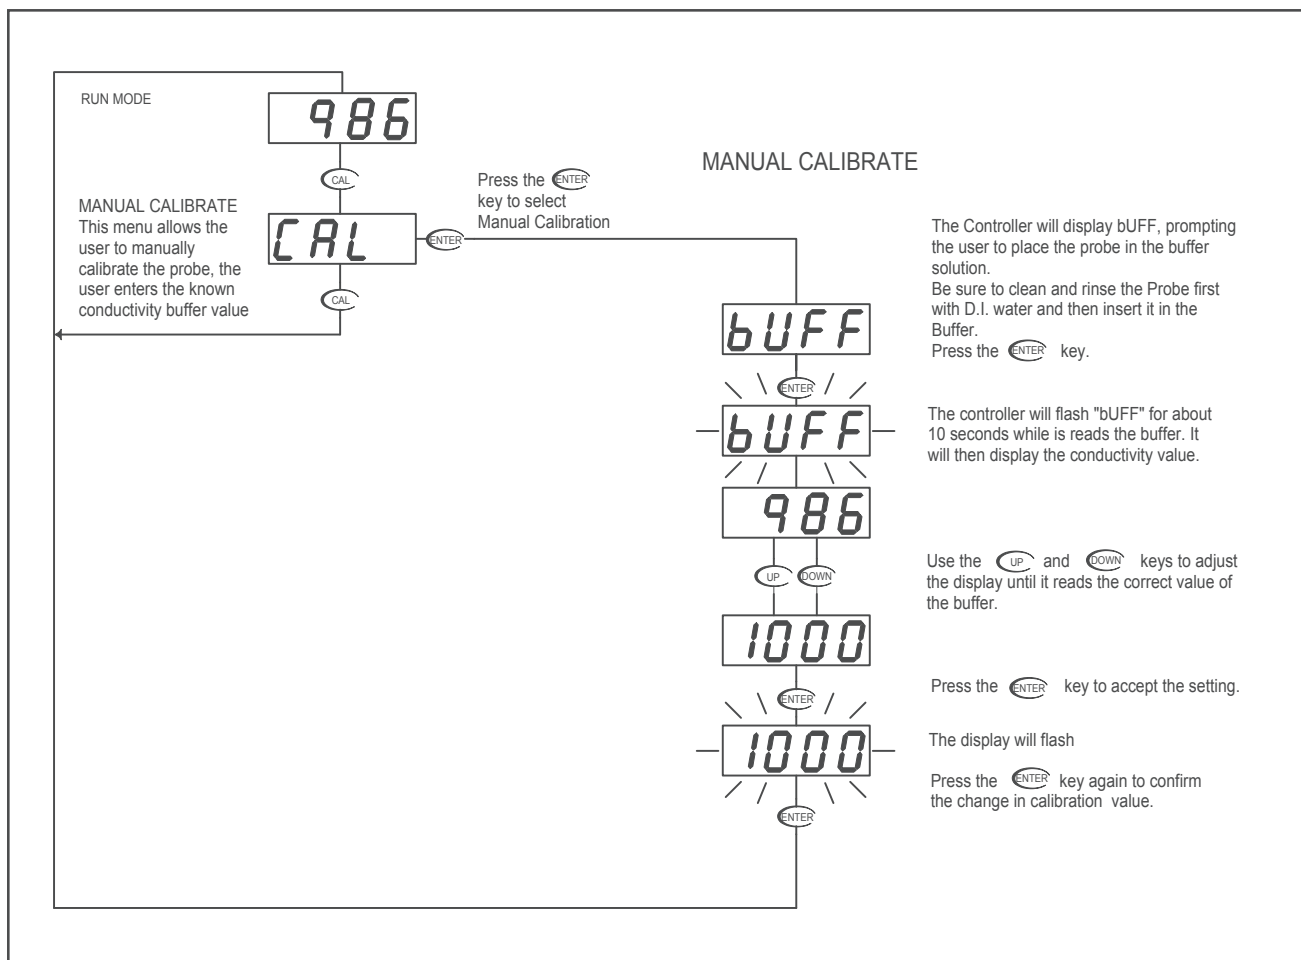 RUN MODE
986
CAL
MANUAL CALIBRATE
This menu allows the
user to manually
calibrate the probe, the
user enters the known
conductivity buffer value
CAL
ENTER
CAL
Press the ENTER
key to select
Manual Calibration
MANUAL CALIBRATE
bUFF
ENTER
bUFF
986
UP DOWN
1000
ENTER
1000
ENTER
The Controller will display bUFF, prompting
the user to place the probe in the buffer
solution.
Be sure to clean and rinse the Probe first
with D.I. water and then insert it in the
Buffer.
Press the ENTER key.
The controller will flash "bUFF" for about
10 seconds while is reads the buffer. It
will then display the conductivity value.
Use the UP and DOWN keys to adjust
the display until it reads the correct value of
the buffer.
Press the ENTER key to accept the setting.
The display will flash
Press the ENTER key again to confirm
the change in calibration value.